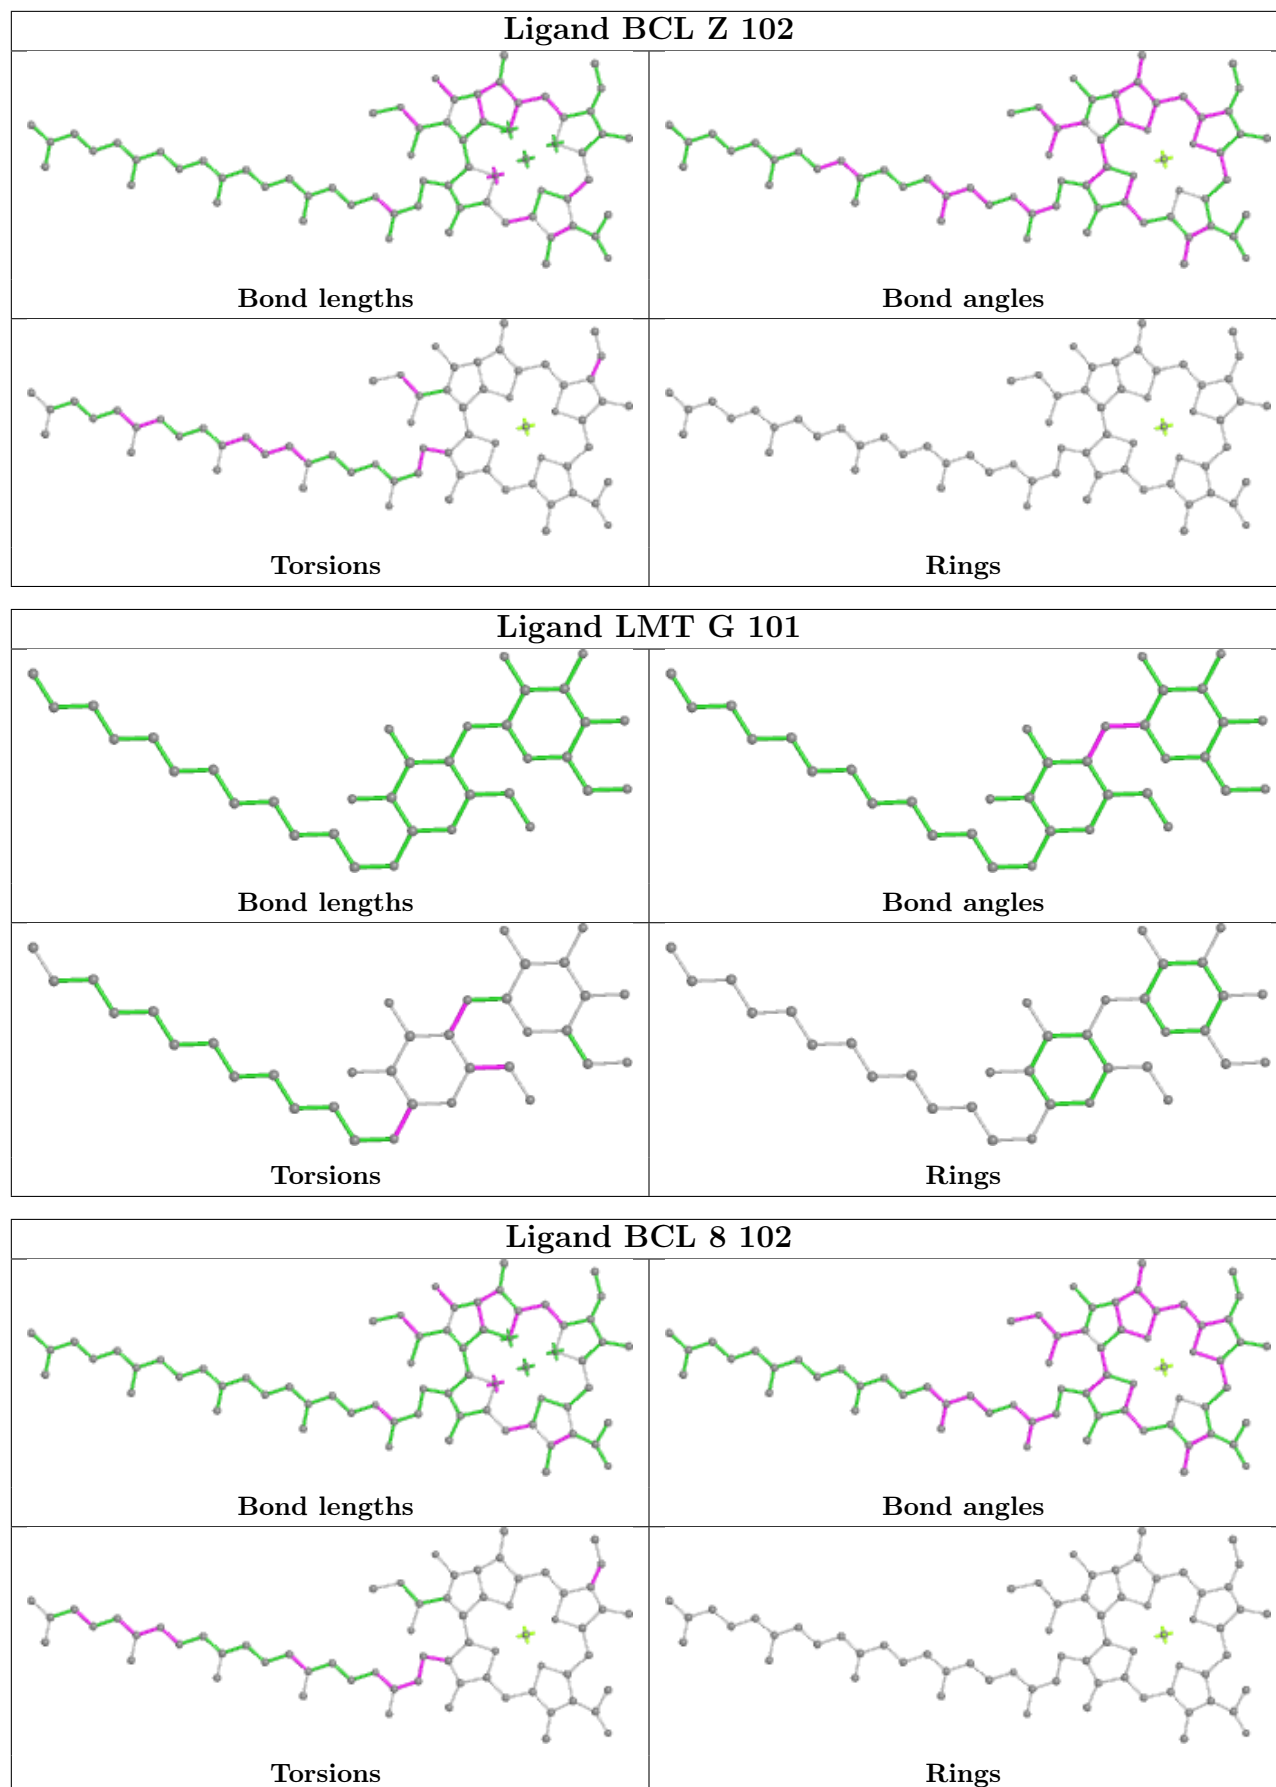 Ligand BCL Z 102
Bond lengths
Bond angles
Torsions
Rings
Ligand LMT G 101
Bond lengths
Bond angles
Torsions
Rings
Ligand BCL 8 102
Bond lengths
Bond angles
Torsions
Rings